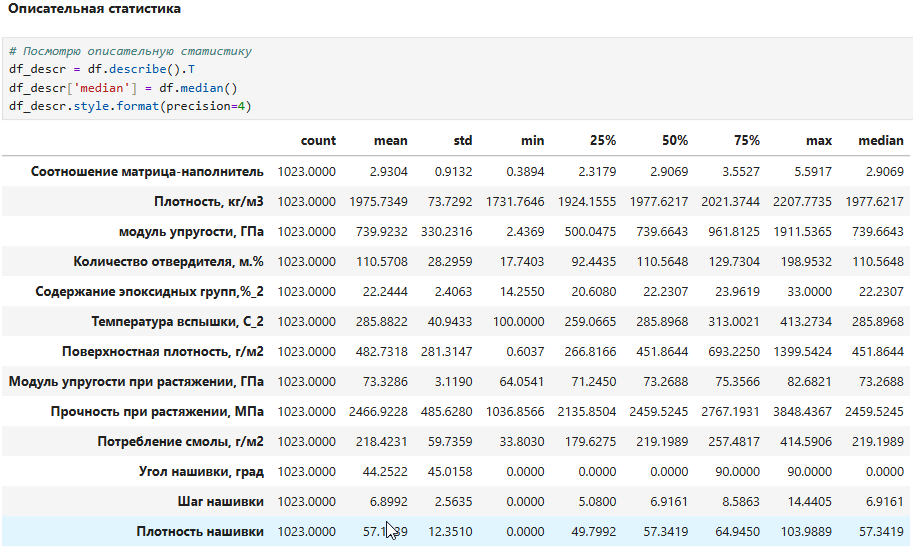 Описательная статистика
# Посмотрю описательную статистику
df_descr = df.describe().T
df_descr['median'] = df.median()
df_descr.style.format(precision=4)
count mean std min 25% 50% 75% max median
Соотношение матрица-наполнитель 1023.0000 2.9304 0.9132 0.3894 2.3179 2.9069 3.5527 5.5917 2.9069
Плотность, кг/м3 1023.0000 1975.7349 73.7292 1731.7646 1924.1555 1977.6217 2021.3744 2207.7735 1977.6217
модуль упругости, ГПа 1023.0000 739.9232 330.2316 2.4369 500.0475 739.6643 961.8125 1911.5365 739.6643
Количество отвердителя, м.% 1023.0000 110.5708 28.2959 17.7403 92.4435 110.5648 129.7304 198.9532 110.5648
Содержание эпоксидных групп,%_2 1023.0000 22.2444 2.4063 14.2550 20.6080 22.2307 23.9619 33.0000 22.2307
Температура вспышки, С_2 1023.0000 285.8822 40.9433 100.0000 259.0665 285.8968 313.0021 413.2734 285.8968
Поверхностная плотность, г/м2 1023.0000 482.7318 281.3147 0.6037 266.8166 451.8644 693.2250 1399.5424 451.8644
Модуль упругости при растяжении, ГПа 1023.0000 73.3286 3.1190 64.0541 71.2450 73.2688 75.3566 82.6821 73.2688
Прочность при растяжении, МПа 1023.0000 2466.9228 485.6280 1036.8566 2135.8504 2459.5245 2767.1931 3848.4367 2459.5245
Потребление смолы, г/м2 1023.0000 218.4231 59.7359 33.8030 179.6275 219.1989 257.4817 414.5906 219.1989
Угол нашивки, град 1023.0000 44.2522 45.0158 0.0000 0.0000 0.0000 90.0000 90.0000 0.0000
Шаг нашивки 1023.0000 6.8992 2.5635 0.0000 5.0800 6.9161 8.5863 14.4405 6.9161
Плотность нашивки 1023.0000 12.3510 0.0000 49.7992 57.3419 64.9450 103.9889 57.3419